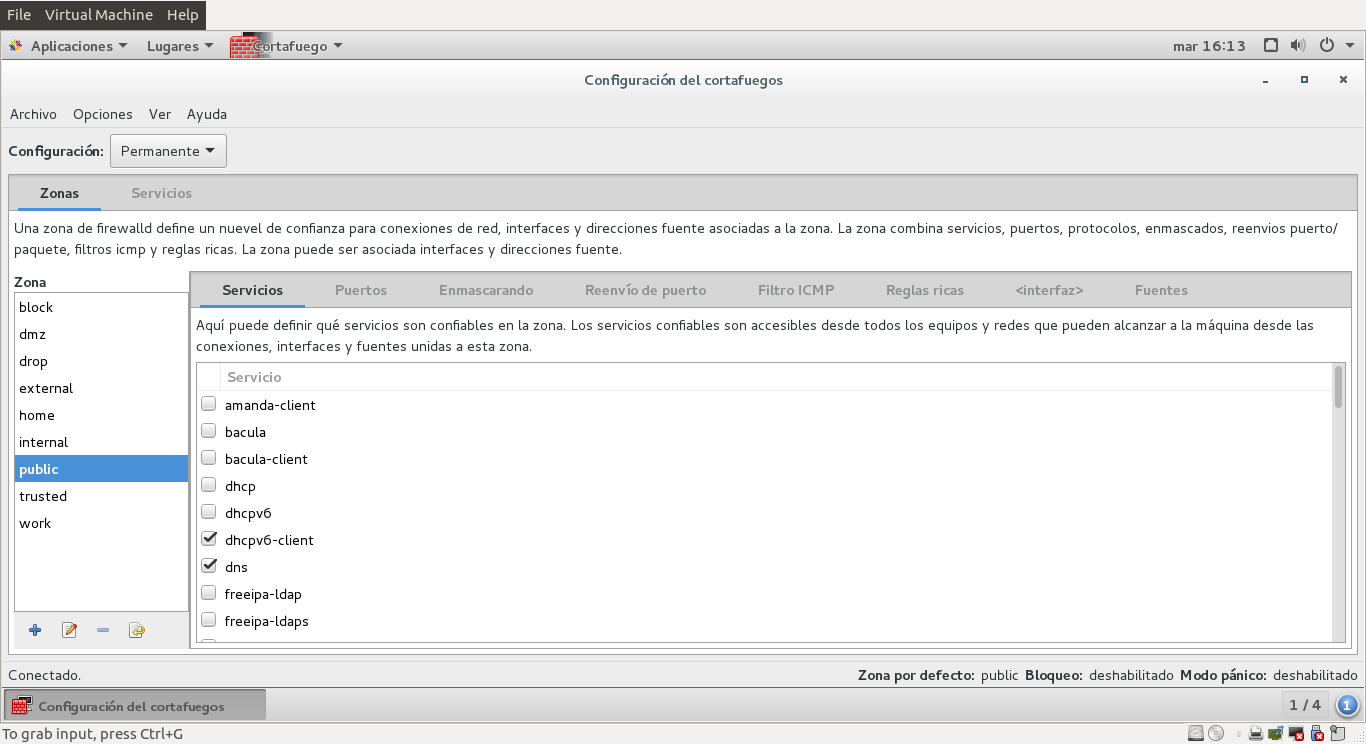 File Virtual Machine Help
Aplicaciones Lugares Cortafuego mar 16:13
Configuración del cortafuegos
Archivo Opciones Ver Ayuda
Configuración: Permanente
Zonas Servicios
Una zona de firewalld define un nuevel de confianza para conexiones de red, interfaces y direcciones fuente asociadas a la zona. La zona combina servicios, puertos, protocolos, enmascados, reenvios puerto/
paquete, filtros icmp y reglas ricas. La zona puede ser asociada interfaces y direcciones fuente.
Zona
block
dmz
drop
external
home
internal
public
trusted
work
Servicios Puertos Enmascarando Reenvío de puerto Filtro ICMP Reglas ricas <interfaz> Fuentes
Aquí puede definir qué servicios son confiables en la zona. Los servicios confiables son accesibles desde todos los equipos y redes que pueden alcanzar a la máquina desde las
conexiones, interfaces y fuentes unidas a esta zona.
Servicio
amanda-client
bacula
bacula-client
dhcp
dhcpv6
dhcpv6-client
dns
freeipa-ldap
freeipa-ldaps
Conectado. Zona por defecto: public Bloqueo: deshabilitado Modo pánico: deshabilitado
Configuración del cortafuegos 1 / 4 1
To grab input, press Ctrl+G